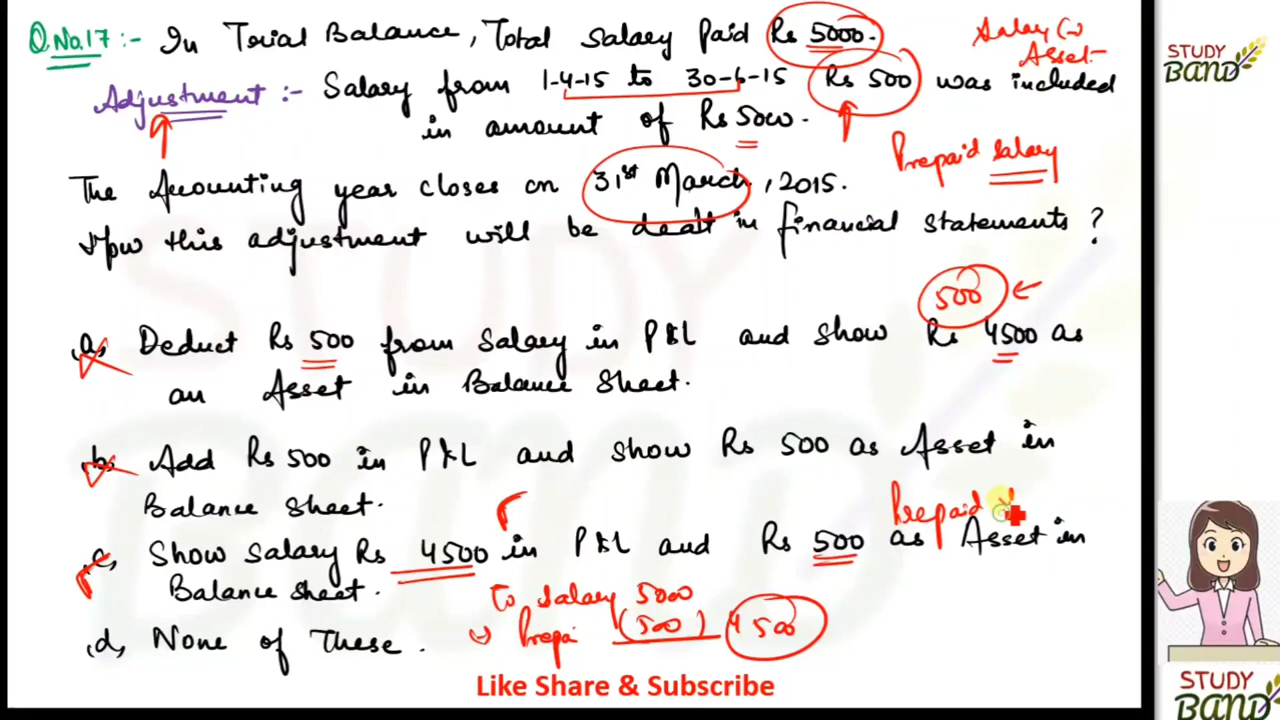 Q.No.17:- In Trial Balance, Total Salary Paid Rs 5000.
Salary (-)
Asset
Adjustment :- Salary from 1-4-15 to 30-6-15 Rs 500 was included
in amount of Rs 5000.
Prepaid Salary
The Accounting year closes on 31st March, 2015.
How this adjustment will be dealt in financial statements?
500
(a) Deduct Rs 500 from Salary in P&L and show Rs 4500 as
an Asset in Balance Sheet.
(b) Add Rs 500 in P&L and show Rs 500 as Asset in
Balance Sheet.
Prepaid
(c) Show Salary Rs 4500 in P&L and Rs 500 as Asset in
Balance Sheet.
To Salary 5000
(-) Prepai (500) 4500
(d) None of These.
Like Share & Subscribe
STUDY
BAND
STUDY
BAND
STUDY
BAND